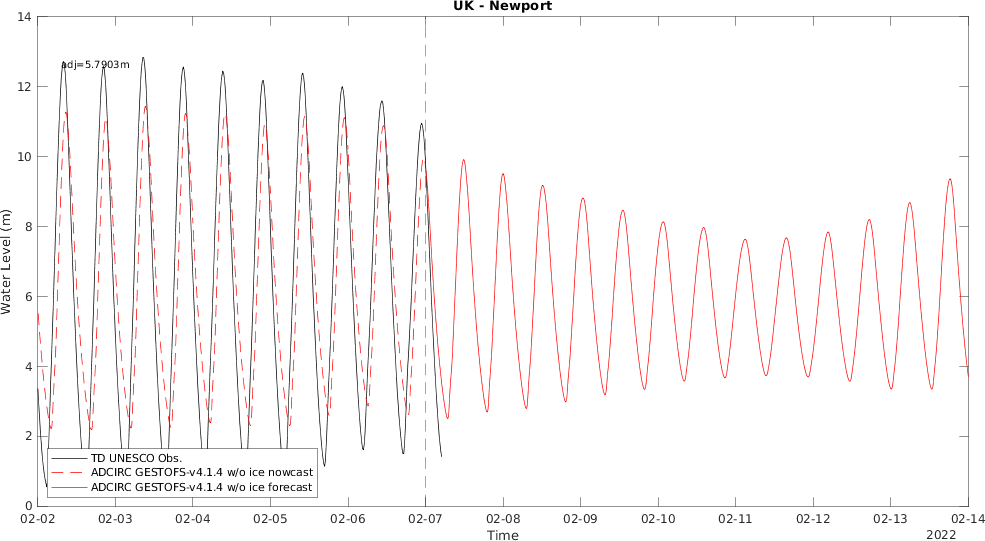 UK - Newport
14
12
10
8
6
4
2
0
Water Level (m)
adj=5.7903m
TD UNESCO Obs.
ADCIRC GESTOFS-v4.1.4 w/o ice nowcast
ADCIRC GESTOFS-v4.1.4 w/o ice forecast
02-02 02-03 02-04 02-05 02-06 02-07 02-08 02-09 02-10 02-11 02-12 02-13 02-14
Time
2022